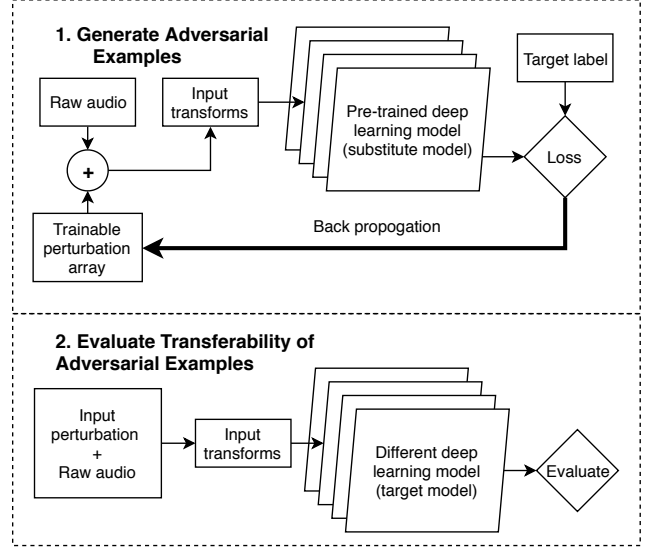 1. Generate Adversarial
Examples
Raw audio
Input
transforms
Pre-trained deep
learning model
(substitute model)
Target label
Loss
+
Trainable
perturbation
array
Back propogation
2. Evaluate Transferability of
Adversarial Examples
Input
perturbation
+
Raw audio
Input
transforms
Different deep
learning model
(target model)
Evaluate